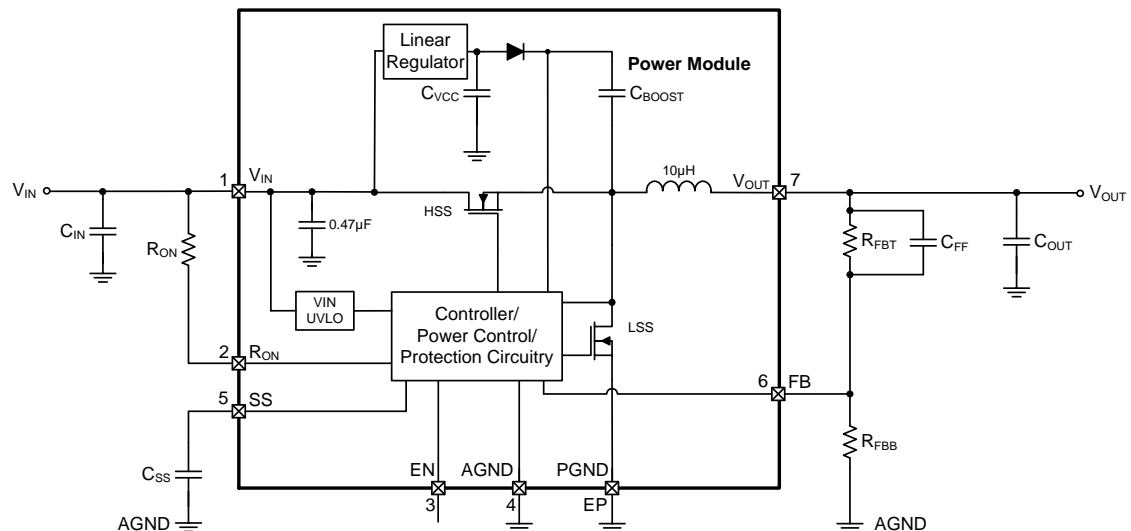 Linear
Regulator
Power Module
CVCC
CBOOST
10µH
1
VIN
VOUT
7
VIN
VOUT
HSS
0.47µF
CIN
RON
RFBT
CFF
COUT
VIN
UVLO
Controller/
Power Control/
Protection Circuitry
LSS
2
RON
6
FB
5
SS
RFBB
CSS
EN
AGND
PGND
3
4
EP
AGND
AGND